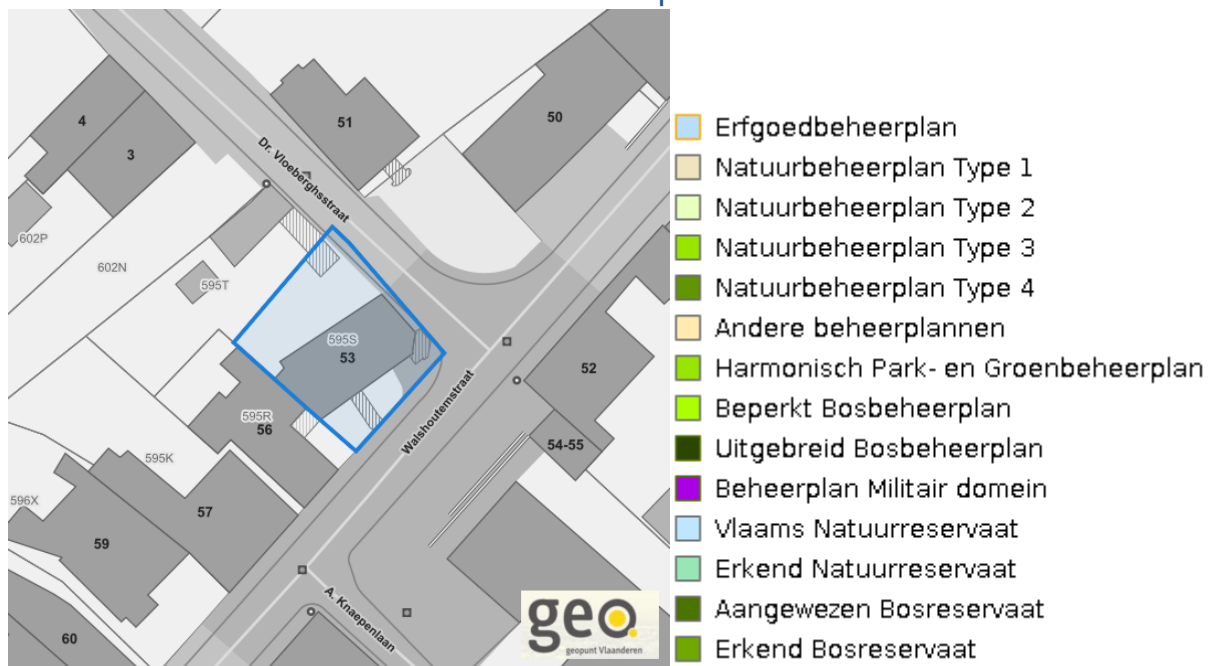 4
3
51
50
Dr. Vloeberghsstraat
602P
602N
595T
595S
53
52
Walshoutemstraat
595R
56
54-55
595K
596X
57
59
A. Knaepenlaan
60
geo.
geopunt Vlaanderen
Erfgoedbeheerplan
Natuurbeheerplan Type 1
Natuurbeheerplan Type 2
Natuurbeheerplan Type 3
Natuurbeheerplan Type 4
Andere beheerplannen
Harmonisch Park- en Groenbeheerplan
Beperkt Bosbeheerplan
Uitgebreid Bosbeheerplan
Beheerplan Militair domein
Vlaams Natuurreservaat
Erkend Natuurreservaat
Aangewezen Bosreservaat
Erkend Bosreservaat